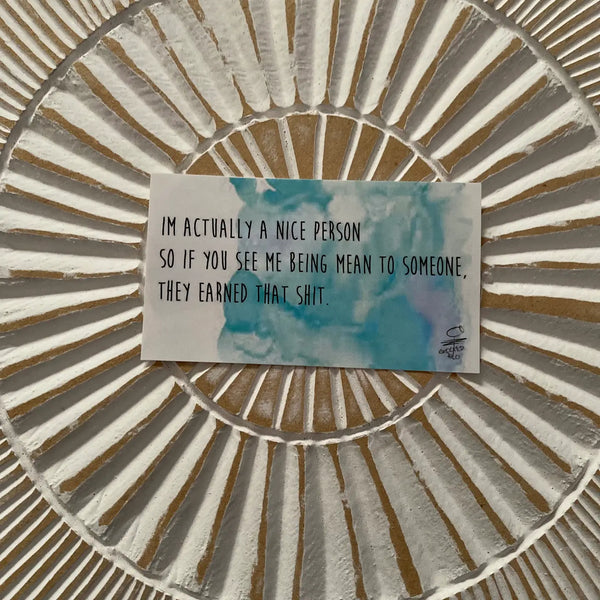 IM ACTUALLY A NICE PERSON
SO IF YOU SEE ME BEING MEAN TO SOMEONE,
THEY EARNED THAT SHIT.